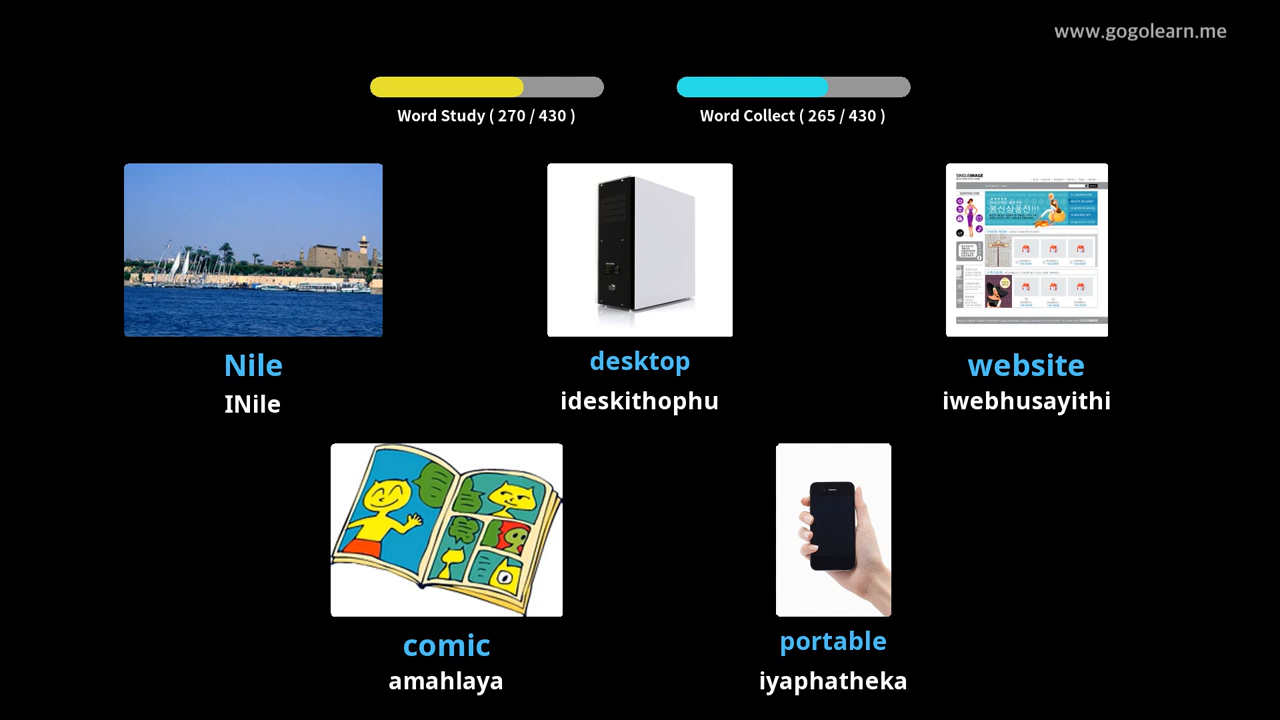 www.gogolearn.me
Word Study ( 270 / 430 )
Word Collect ( 265 / 430 )
Nile
INile
desktop
ideskithophu
website
iwebhusayithi
comic
amahlaya
portable
iyaphatheka